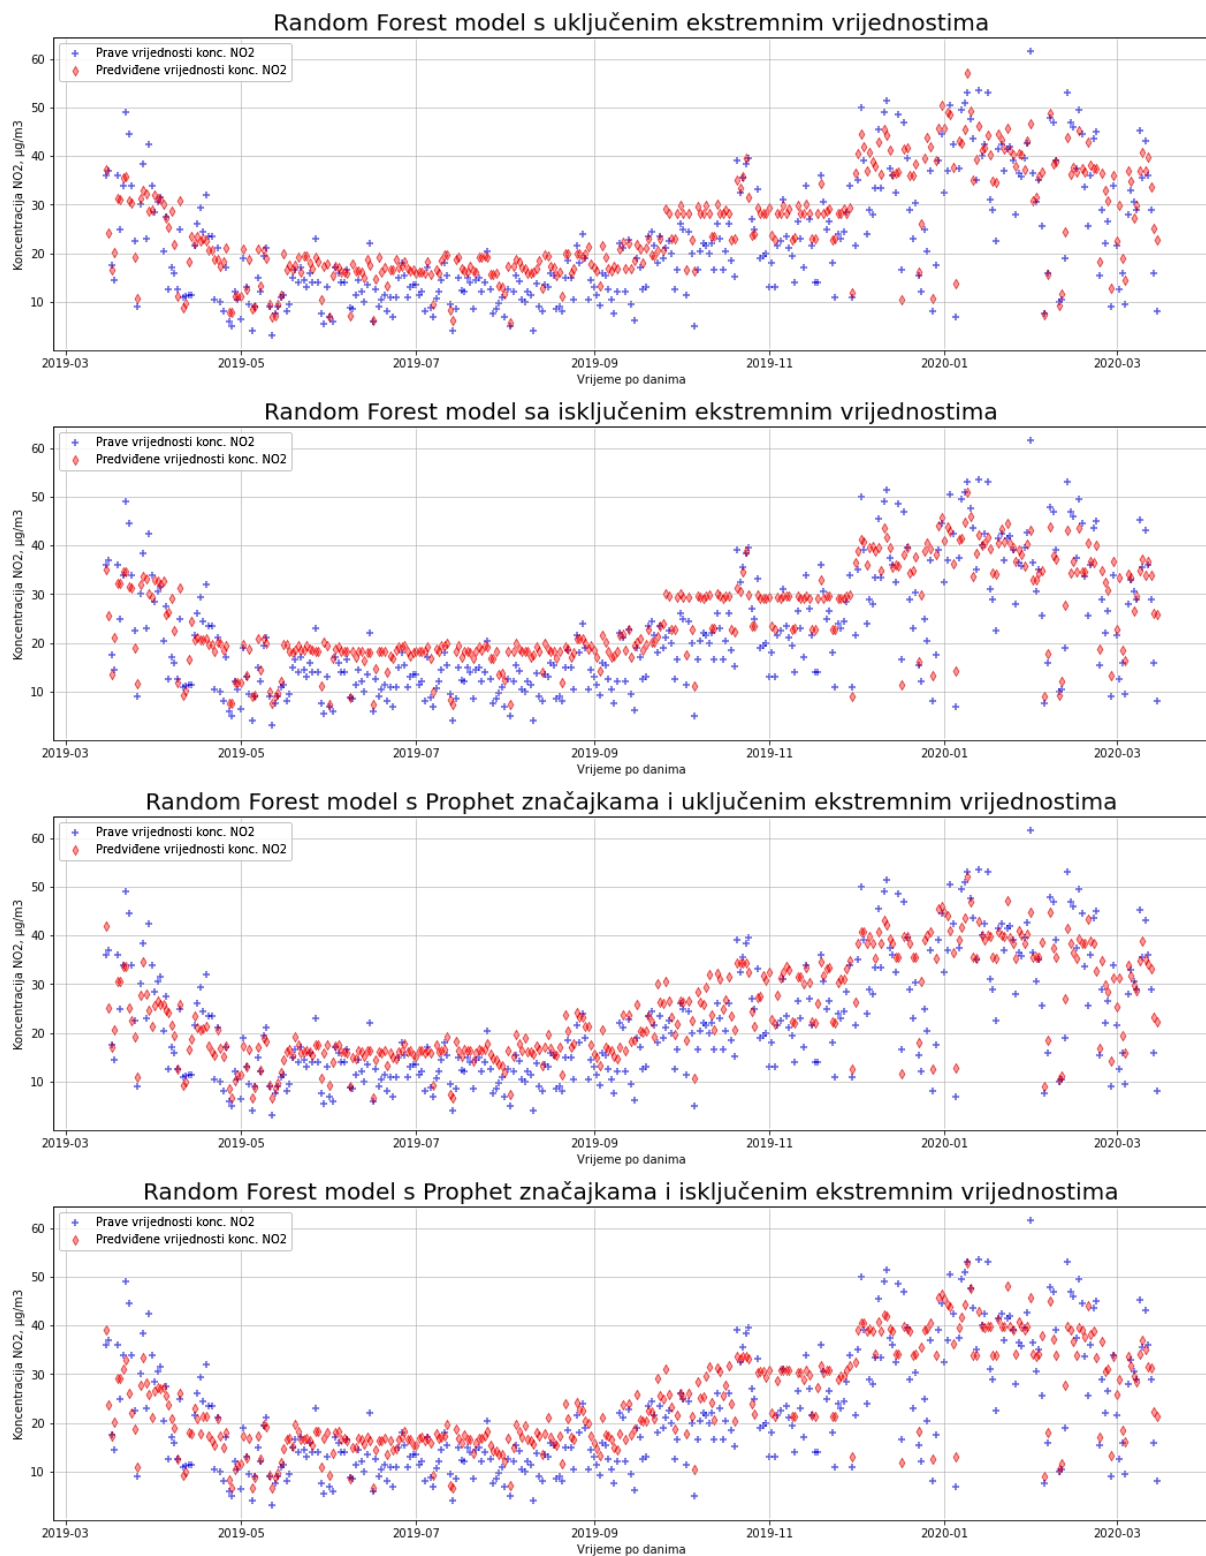 Random Forest model s uključenim ekstremnim vrijednostima
Prave vrijednosti konc. NO2
Predviđene vrijednosti konc. NO2
Koncentracija NO2, µg/m3
60
50
40
30
20
10
2019-03 2019-05 2019-07 2019-09 2019-11 2020-01 2020-03
Vrijeme po danima
Random Forest model sa isključenim ekstremnim vrijednostima
Prave vrijednosti konc. NO2
Predviđene vrijednosti konc. NO2
Koncentracija NO2, µg/m3
60
50
40
30
20
10
2019-03 2019-05 2019-07 2019-09 2019-11 2020-01 2020-03
Vrijeme po danima
Random Forest model s Prophet značajkama i uključenim ekstremnim vrijednostima
Prave vrijednosti konc. NO2
Predviđene vrijednosti konc. NO2
Koncentracija NO2, µg/m3
60
50
40
30
20
10
2019-03 2019-05 2019-07 2019-09 2019-11 2020-01 2020-03
Vrijeme po danima
Random Forest model s Prophet značajkama i isključenim ekstremnim vrijednostima
Prave vrijednosti konc. NO2
Predviđene vrijednosti konc. NO2
Koncentracija NO2, µg/m3
60
50
40
30
20
10
2019-03 2019-05 2019-07 2019-09 2019-11 2020-01 2020-03
Vrijeme po danima